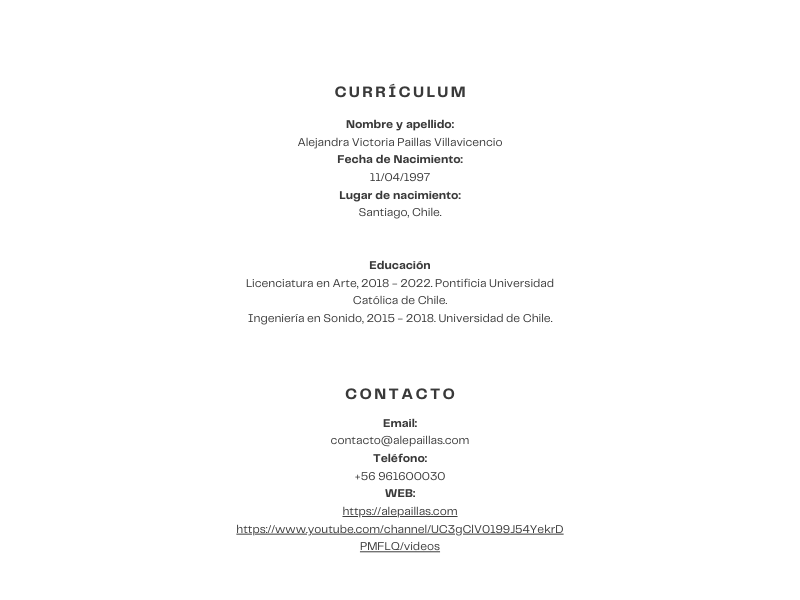 CURRÍCULUM
Nombre y apellido:
Alejandra Victoria Paillas Villavicencio
Fecha de Nacimiento:
11/04/1997
Lugar de nacimiento:
Santiago, Chile.
Educación
Licenciatura en Arte, 2018 – 2022. Pontificia Universidad
Católica de Chile.
Ingeniería en Sonido, 2015 – 2018. Universidad de Chile.
CONTACTO
Email:
contacto@alepaillas.com
Teléfono:
+56 961600030
WEB:
https://alepaillas.com
https://www.youtube.com/channel/UC3gCIV0199J54YekrD
PMFLQ/videos